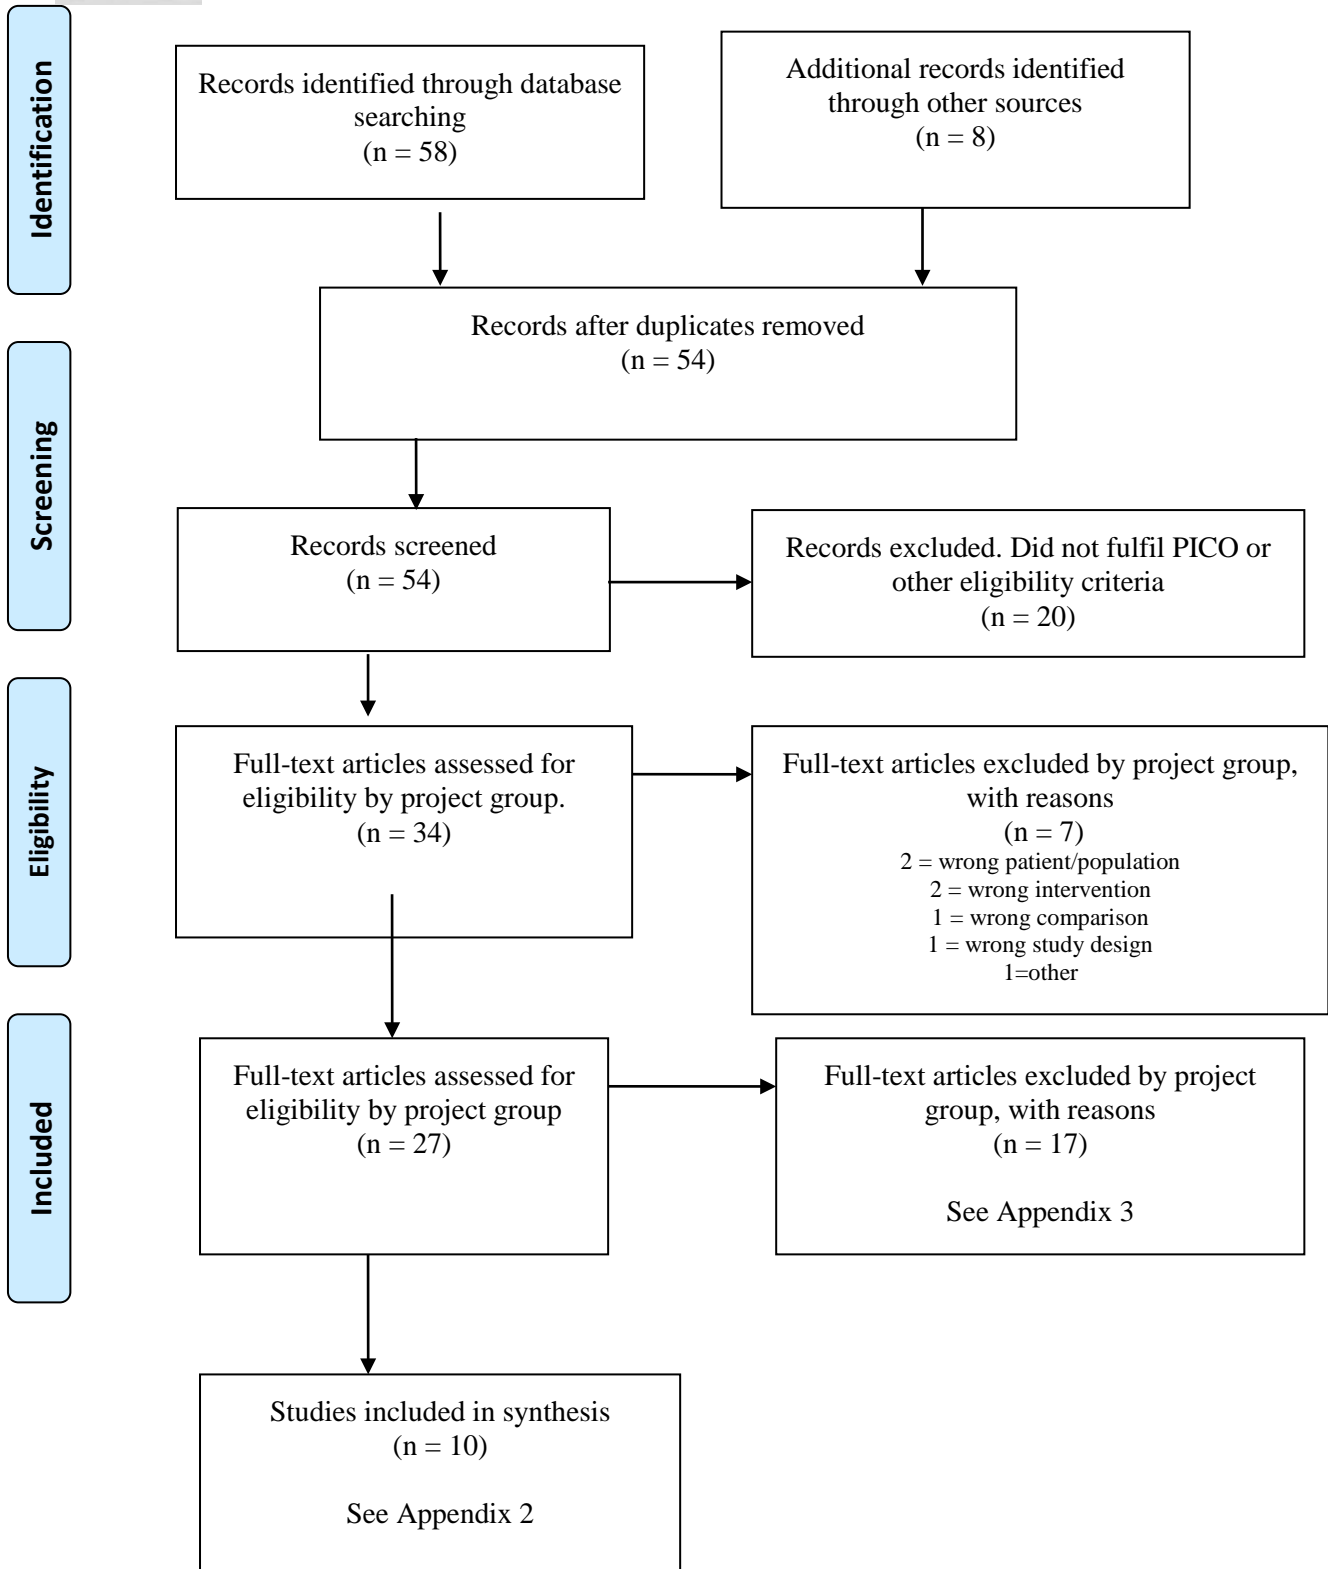 Identification
Records identified through database
searching
(n = 58)
Additional records identified
through other sources
(n = 8)
Records after duplicates removed
(n = 54)
Screening
Records screened
(n = 54)
Records excluded. Did not fulfil PICO or
other eligibility criteria
(n = 20)
Eligibility
Full-text articles assessed for
eligibility by project group.
(n = 34)
Full-text articles excluded by project group,
with reasons
(n = 7)
2 = wrong patient/population
2 = wrong intervention
1 = wrong comparison
1 = wrong study design
1=other
Included
Full-text articles assessed for
eligibility by project group
(n = 27)
Full-text articles excluded by project
group, with reasons
(n = 17)
See Appendix 3
Studies included in synthesis
(n = 10)
See Appendix 2